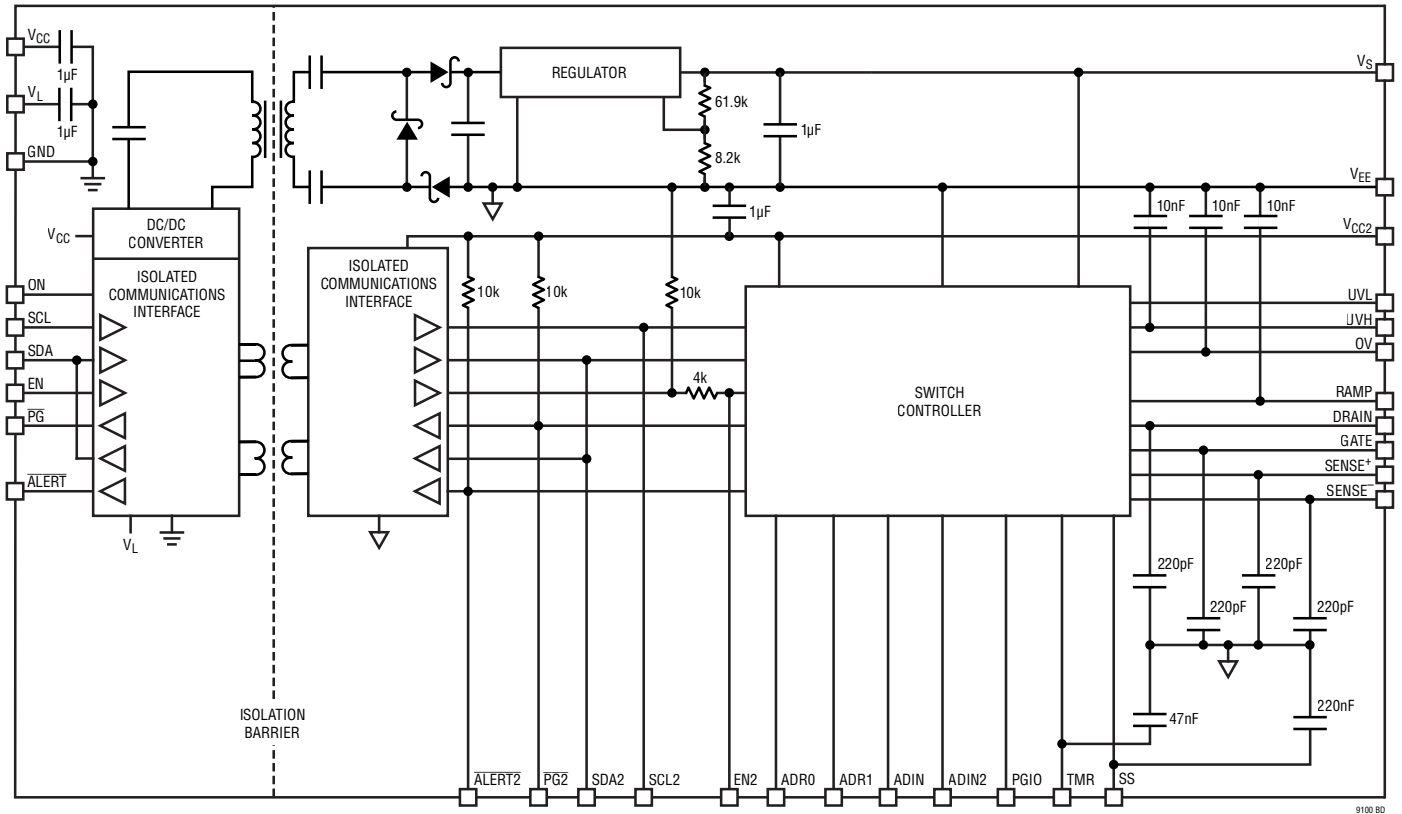 VCC
1µF
VL
1µF
GND
VCC
DC/DC
CONVERTER
ISOLATED
COMMUNICATIONS
INTERFACE
ON
SCL
SDA
EN
PG
ALERT
VL
ISOLATION
BARRIER
REGULATOR
61.9k
8.2k
1µF
1µF
VS
VEE
VCC2
10nF
10nF
10nF
ISOLATED
COMMUNICATIONS
INTERFACE
10k
10k
10k
4k
SWITCH
CONTROLLER
UVL
UVH
OV
RAMP
DRAIN
GATE
SENSE+
SENSE–
220pF
220pF
220pF
220pF
47nF
220nF
ALERT2
PG2
SDA2
SCL2
EN2
ADR0
ADR1
ADIN
ADIN2
PGIO
TMR
SS
9100 BD